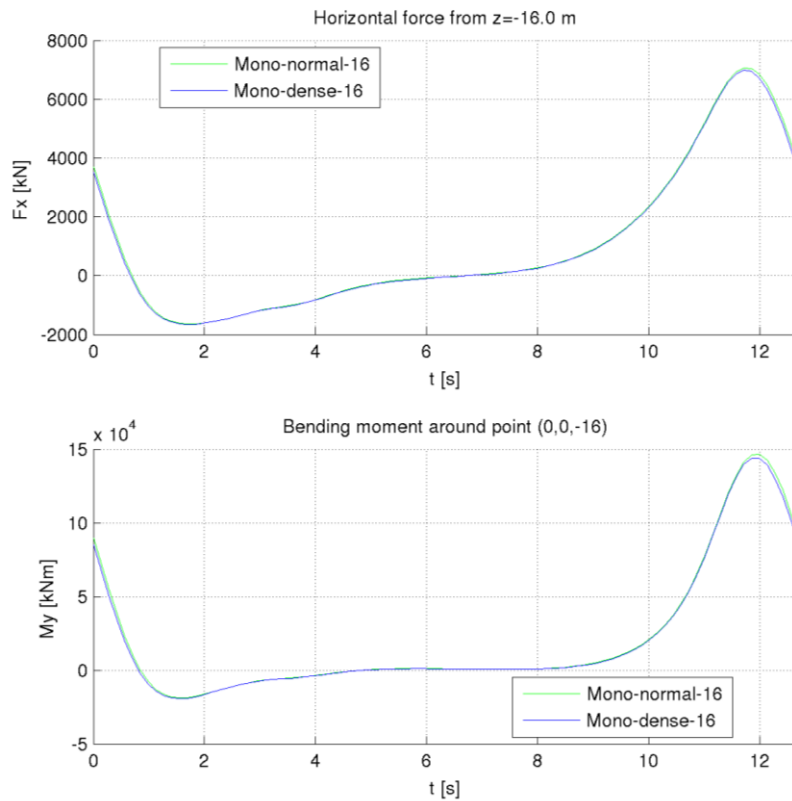 Horizontal force from z=-16.0 m
8000
6000
4000
2000
0
-2000
Fx [kN]
Mono-normal-16
Mono-dense-16
0 2 4 6 8 10 12
t [s]
Bending moment around point (0,0,-16)
x 10^4
15
10
5
0
-5
My [kNm]
Mono-normal-16
Mono-dense-16
0 2 4 6 8 10 12
t [s]